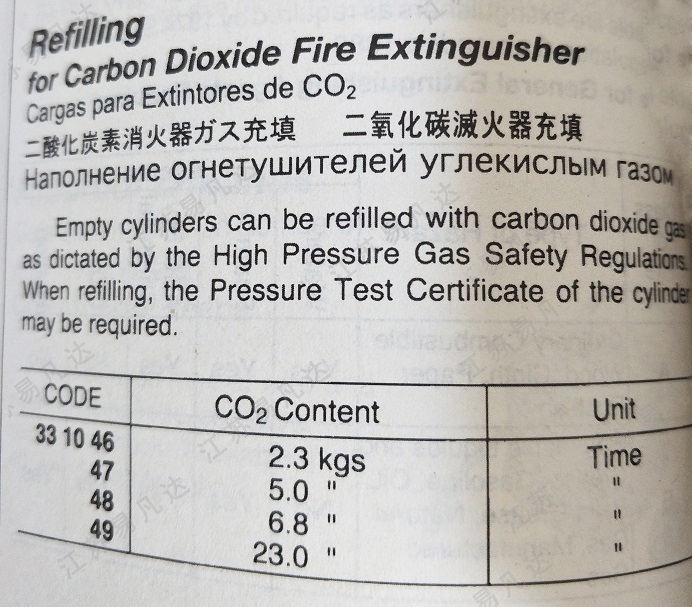 Refilling
for Carbon Dioxide Fire Extinguisher
Cargas para Extintores de CO₂
二酸化炭素消火器ガス充填 二氧化碳滅火器充填
Наполнение огнетушителей углекислым газом
Empty cylinders can be refilled with carbon dioxide gas
as dictated by the High Pressure Gas Safety Regulations.
When refilling, the Pressure Test Certificate of the cylinder
may be required.
CODE CO₂ Content Unit
33 10 46 2.3 kgs Time
47 5.0 " "
48 6.8 " "
49 23.0 " "